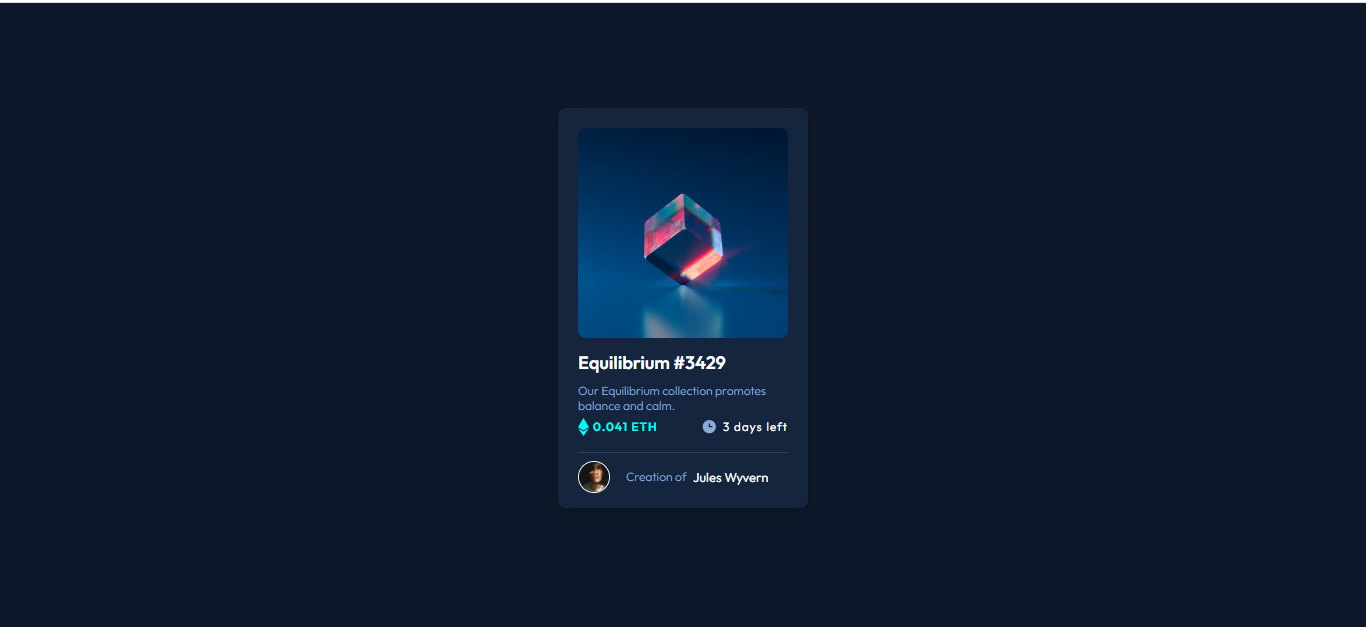 Equilibrium #3429
Our Equilibrium collection promotes
balance and calm.
0.041 ETH 3 days left
Creation of Jules Wyvern